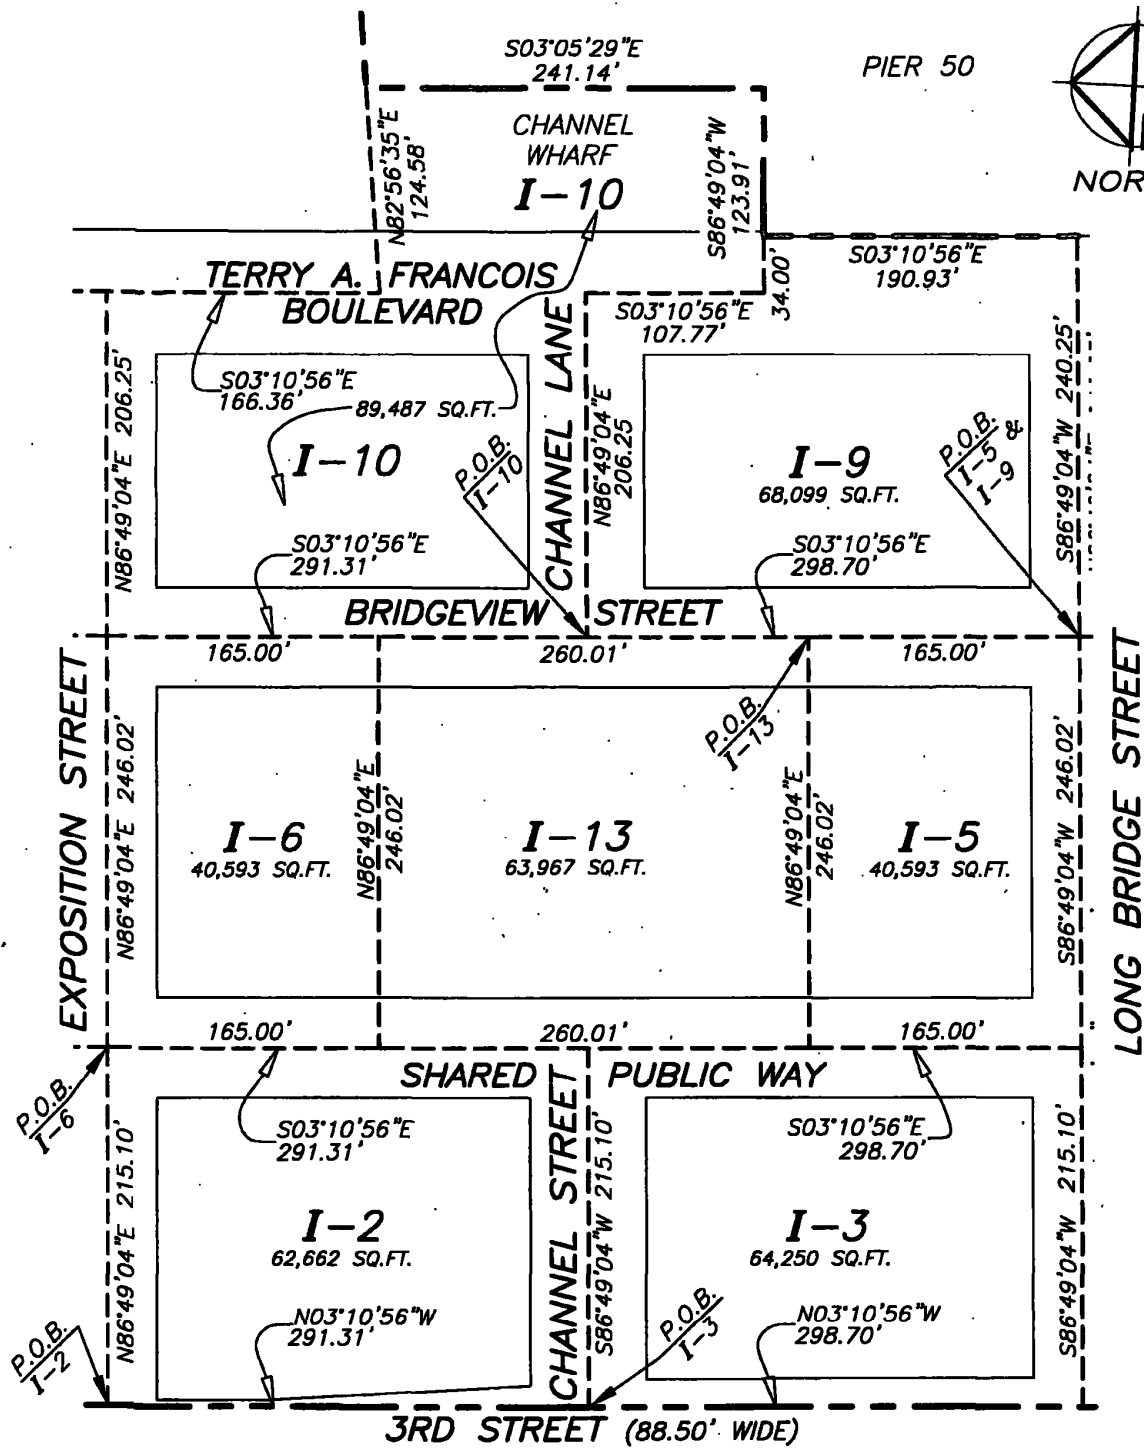 S03°05'29"E
241.14'
PIER 50
CHANNEL
WHARF
I-10
N82°56'35"E
124.58'
S86°49'04"W
123.91'
NOR
TERRY A. FRANCOIS
BOULEVARD
S03°10'56"E
190.93'
34.00'
S03°10'56"E
107.77'
CHANNEL LANE
N86°49'04"E 206.25'
S03°10'56"E
166.36'
89,487 SQ.FT.
I-10
P.O.B.
I-10
N86°49'04"E
206.25
I-9
68,099 SQ.FT.
P.O.B.
I-5 &
I-9
S86°49'04"W 240.25'
S03°10'56"E
291.31'
S03°10'56"E
298.70'
BRIDGEVIEW STREET
165.00'
260.01'
165.00'
P.O.B.
I-13
EXPOSITION STREET
N86°49'04"E 246.02'
I-6
40,593 SQ.FT.
N86°49'04"E
246.02'
I-13
63,967 SQ.FT.
N86°49'04"E
246.02'
I-5
40,593 SQ.FT.
S86°49'04"W 246.02'
LONG BRIDGE STREET
165.00'
260.01'
165.00'
P.O.B.
I-6
SHARED PUBLIC WAY
S03°10'56"E
291.31'
S03°10'56"E
298.70'
N86°49'04"E 215.10'
I-2
62,662 SQ.FT.
CHANNEL STREET
S86°49'04"W 215.10'
I-3
64,250 SQ.FT.
S86°49'04"W 215.10'
P.O.B.
I-2
N03°10'56"W
291.31'
P.O.B.
I-3
N03°10'56"W
298.70'
3RD STREET (88.50' WIDE)